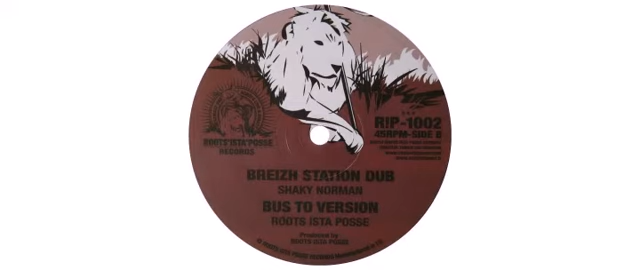 RIP-1002
45RPM-SIDE B
ROOTS ISTA POSSE
RECORDS
BREIZH STATION DUB
SHAKY NORMAN
BUS TO VERSION
ROOTS ISTA POSSE
Produced by
ROOTS ISTA POSSE